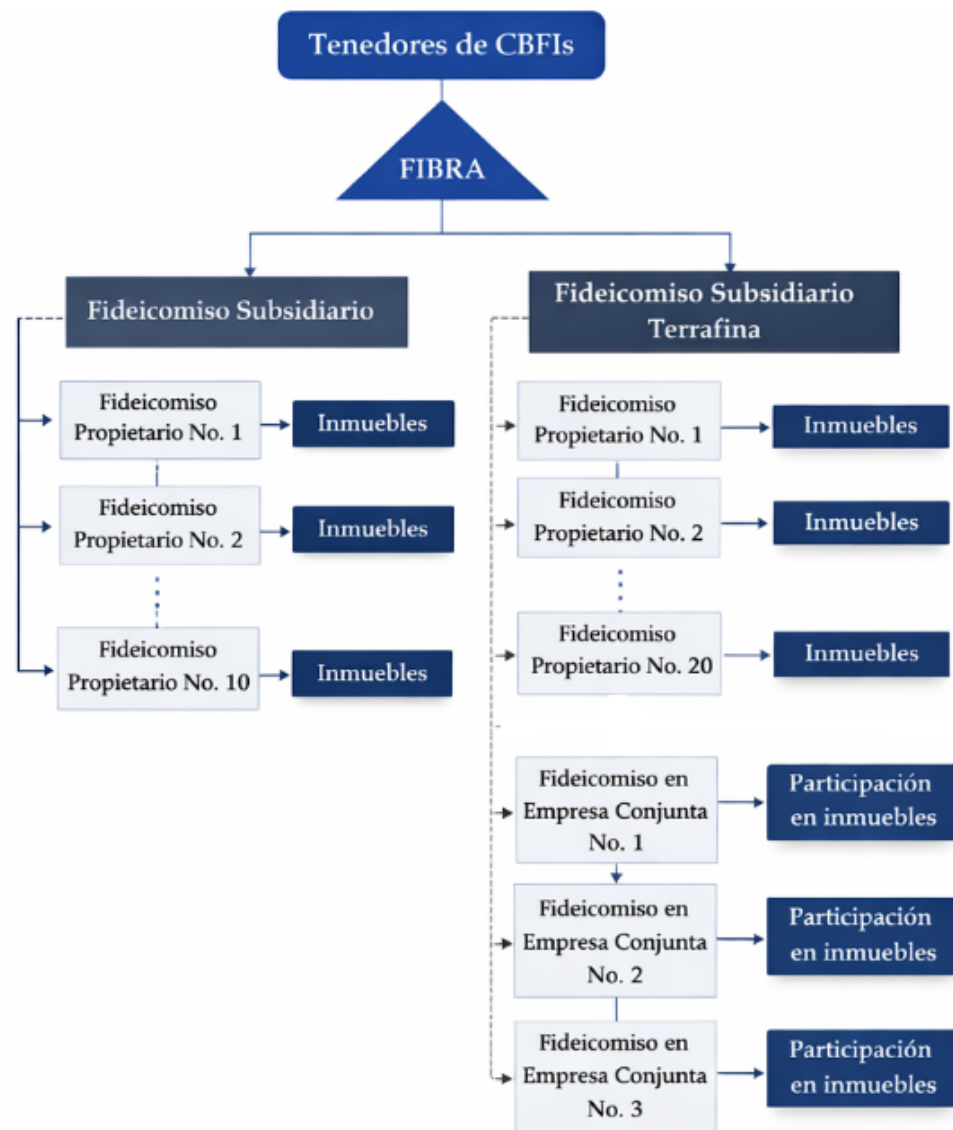 Tenedores de CBFIs
FIBRA
Fideicomiso Subsidiario
Fideicomiso
Propietario No. 1
Inmuebles
Fideicomiso
Propietario No. 2
Inmuebles
Fideicomiso
Propietario No. 10
Inmuebles
Fideicomiso Subsidiario
Terrafina
Fideicomiso
Propietario No. 1
Inmuebles
Fideicomiso
Propietario No. 2
Inmuebles
Fideicomiso
Propietario No. 20
Inmuebles
Fideicomiso en
Empresa Conjunta
No. 1
Participación
en inmuebles
Fideicomiso en
Empresa Conjunta
No. 2
Participación
en inmuebles
Fideicomiso en
Empresa Conjunta
No. 3
Participación
en inmuebles